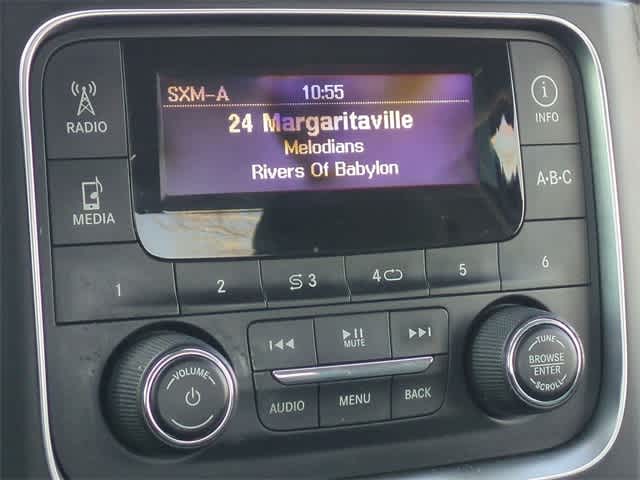 SXM-A 10:55
24 Margaritaville
Melodians
Rivers Of Babylon
RADIO
MEDIA
INFO
A·B·C
1 2 3 4 5 6
MUTE
AUDIO MENU BACK
VOLUME
TUNE
BROWSE
ENTER
SCROLL